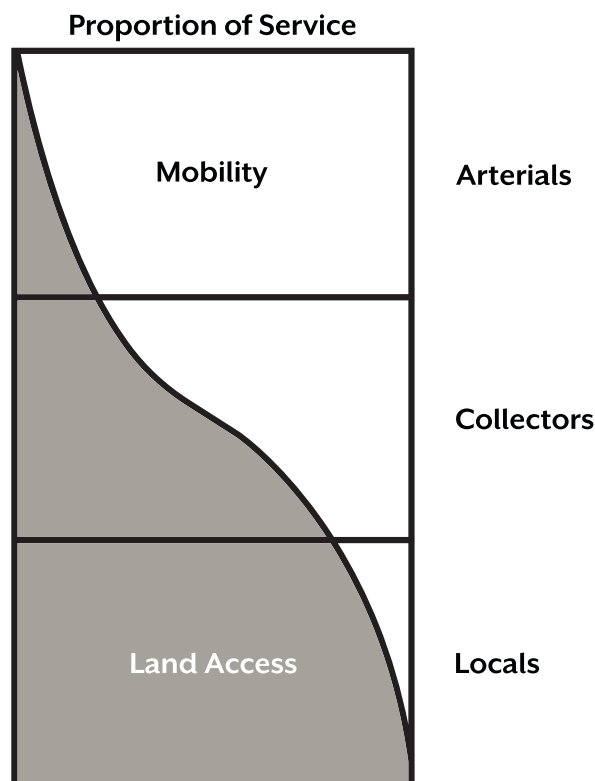 Proportion of Service
Mobility
Arterials
Collectors
Land Access
Locals